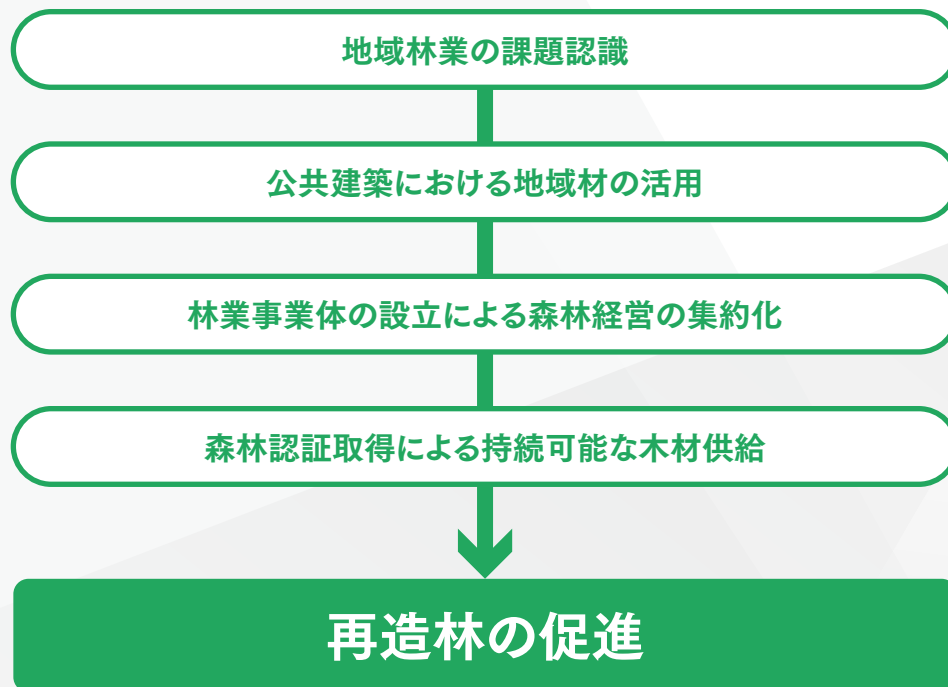 地域林業の課題認識
公共建築における地域材の活用
林業事業体の設立による森林経営の集約化
森林認証取得による持続可能な木材供給
再造林の促進